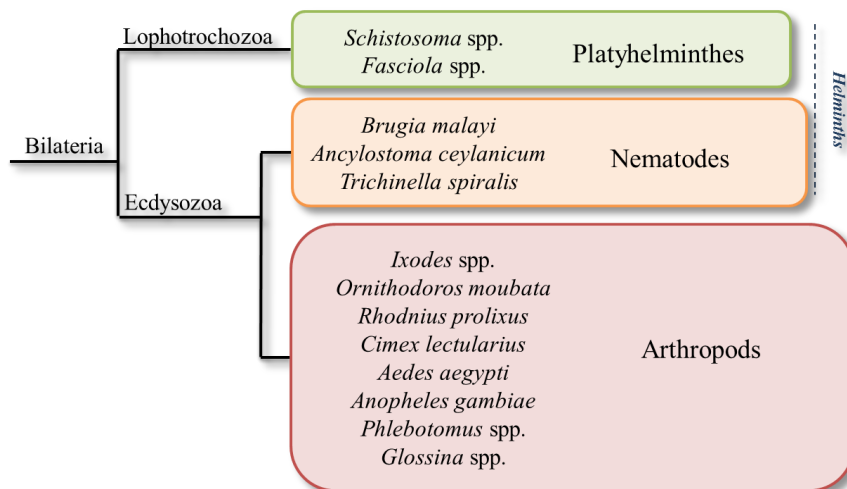 Lophotrochozoa
Schistosoma spp.
Fasciola spp.
Platyhelminthes
Helminths
Bilateria
Brugia malayi
Ancylostoma ceylanicum
Trichinella spiralis
Nematodes
Ecdysozoa
Ixodes spp.
Ornithodoros moubata
Rhodnius prolixus
Cimex lectularius
Aedes aegypti
Anopheles gambiae
Phlebotomus spp.
Glossina spp.
Arthropods